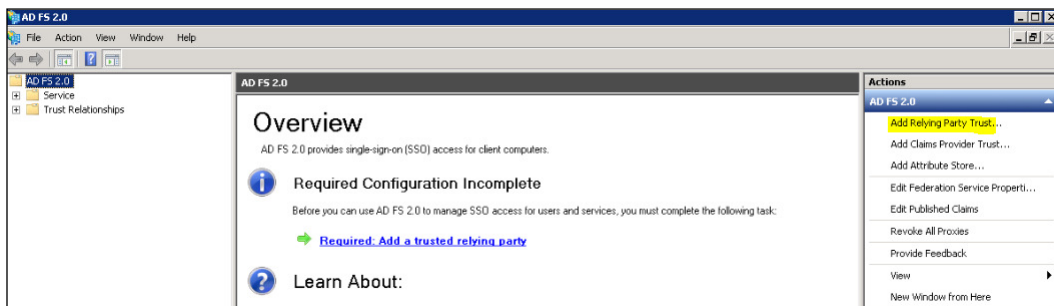 AD FS 2.0
File Action View Window Help
AD FS 2.0
Service
Trust Relationships
AD FS 2.0
Overview
AD FS 2.0 provides single-sign-on (SSO) access for client computers.
Required Configuration Incomplete
Before you can use AD FS 2.0 to manage SSO access for users and services, you must complete the following task:
Required: Add a trusted relying party
Learn About:
Actions
AD FS 2.0
Add Relying Party Trust...
Add Claims Provider Trust...
Add Attribute Store...
Edit Federation Service Properti...
Edit Published Claims
Revoke All Proxies
Provide Feedback
View
New Window from Here